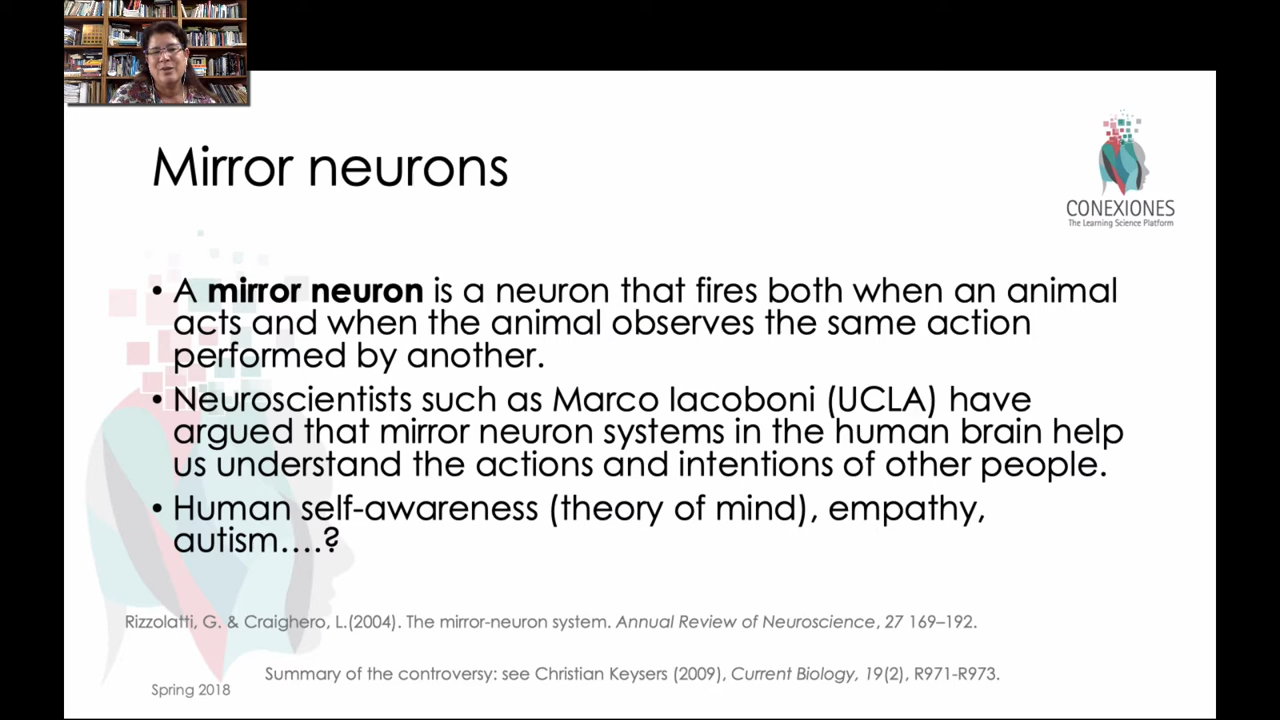 Mirror neurons
CONEXIONES
The Learning Science Platform
• A mirror neuron is a neuron that fires both when an animal
acts and when the animal observes the same action
performed by another.
• Neuroscientists such as Marco Iacoboni (UCLA) have
argued that mirror neuron systems in the human brain help
us understand the actions and intentions of other people.
• Human self-awareness (theory of mind), empathy,
autism....?
Rizzolatti, G. & Craighero, L.(2004). The mirror-neuron system. Annual Review of Neuroscience, 27 169–192.
Summary of the controversy: see Christian Keysers (2009), Current Biology, 19(2), R971-R973.
Spring 2018